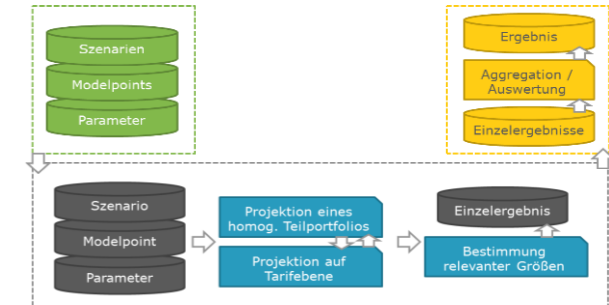 Szenarien
Modelpoints
Parameter
Ergebnis
Aggregation /
Auswertung
Einzelergebnisse
Szenario
Modelpoint
Parameter
Projektion eines
homog. Teilportfolios
Projektion auf
Tarifebene
Einzelergebnis
Bestimmung
relevanter Größen